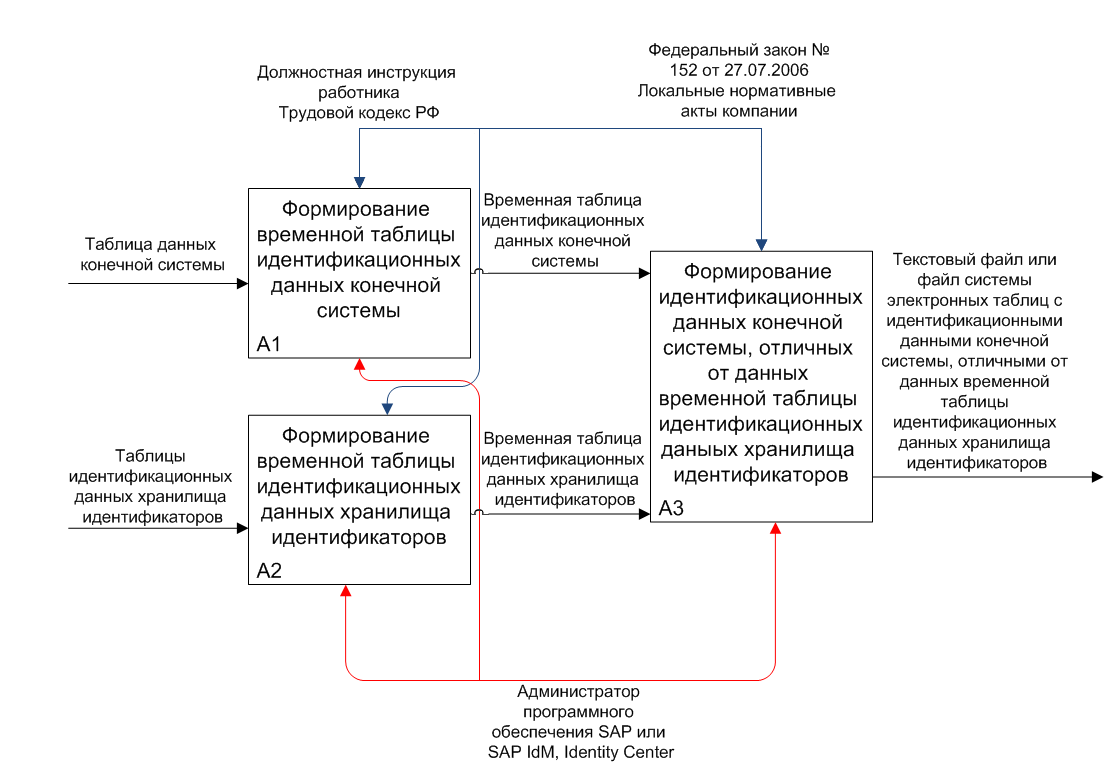 Должностная инструкция
работника
Трудовой кодекс РФ
Федеральный закон №
152 от 27.07.2006
Локальные нормативные
акты компании
Таблица данных
конечной системы
Формирование
временной таблицы
идентификационных
данных конечной
системы
A1
Временная таблица
идентификационных
данных конечной
системы
Таблицы
идентификационных
данных хранилища
идентификаторов
Формирование
временной таблицы
идентификационных
данных хранилища
идентификаторов
A2
Временная таблица
идентификационных
данных хранилища
идентификаторов
Формирование
идентификационных
данных конечной
системы, отличных
от данных
временной таблицы
идентификационных
даныых хранилища
идентификаторов
A3
Текстовый файл или
файл системы
электронных таблиц с
идентификационными
данными конечной
системы, отличными от
данных временной
таблицы
идентификационных
данных хранилища
идентификаторов
Администратор
программного
обеспечения SAP или
SAP IdM, Identity Center